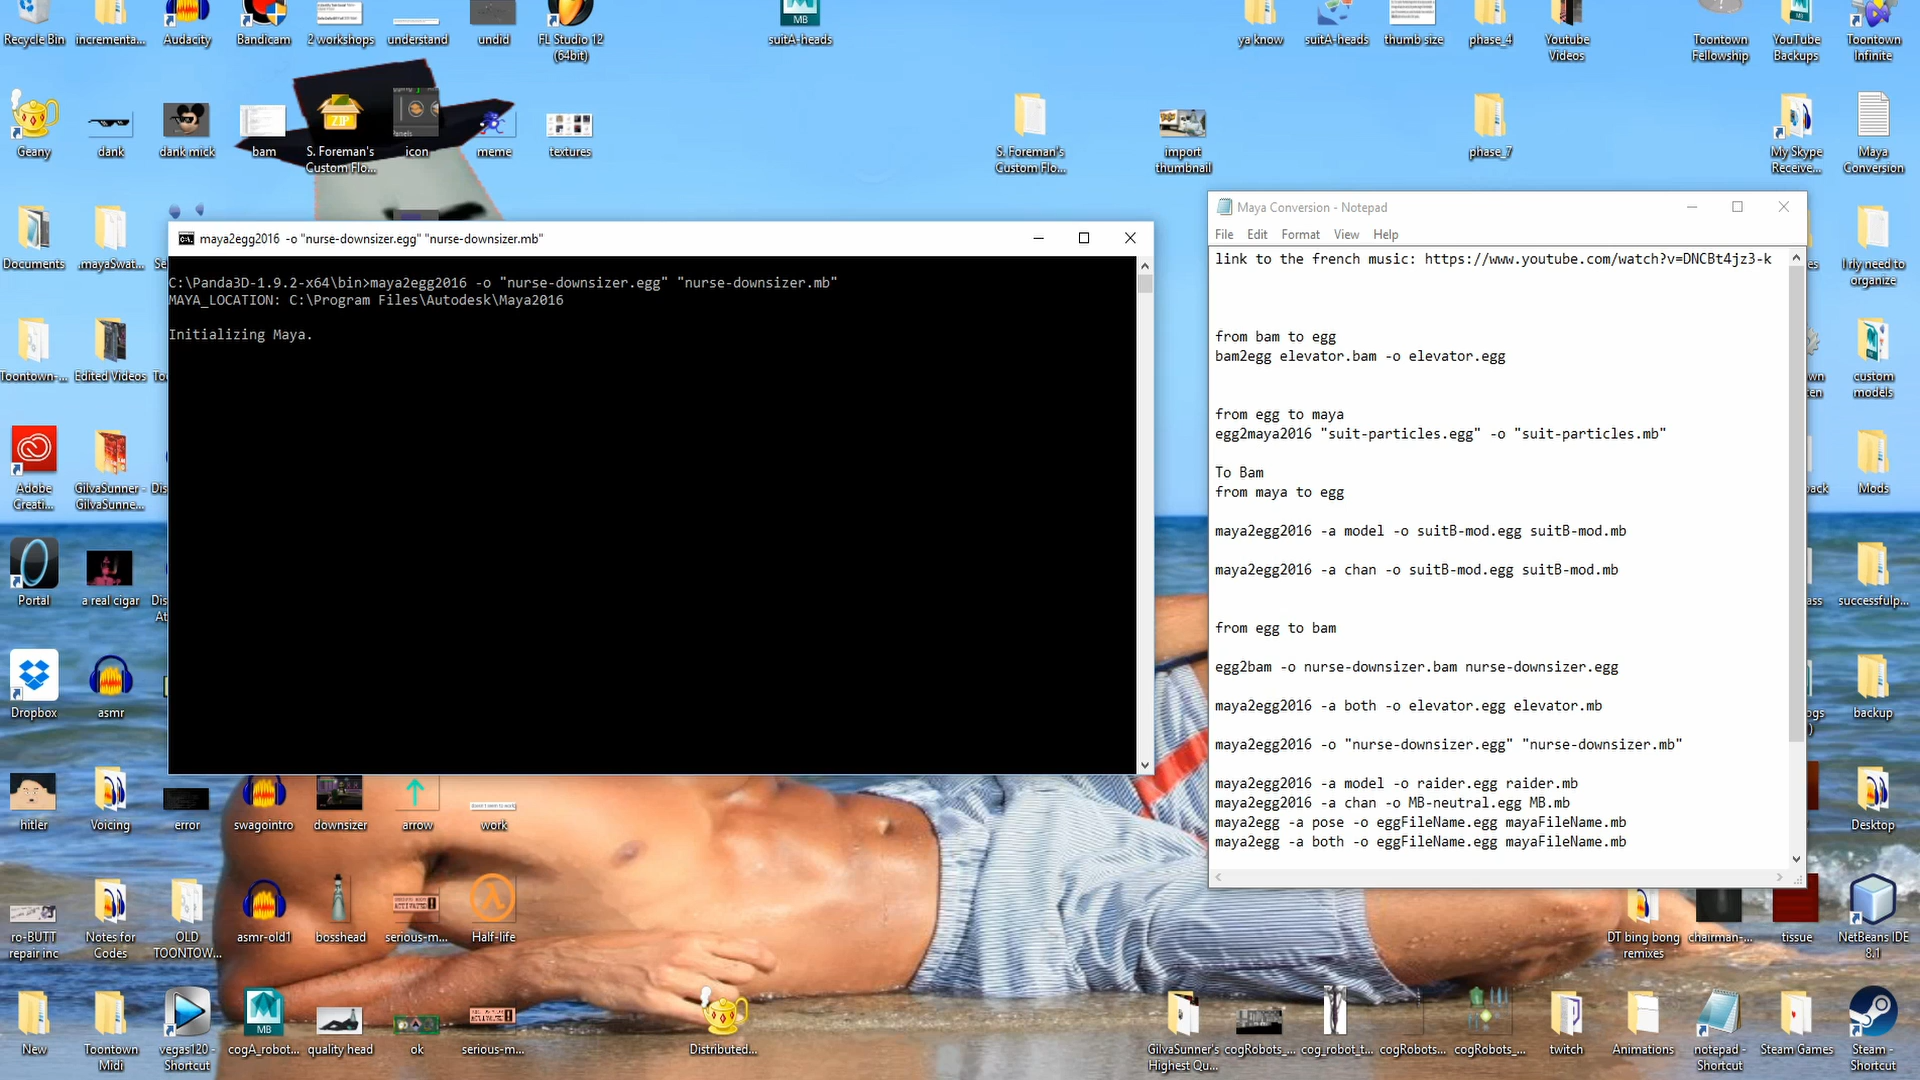 Recycle Bin
incrementa...
Audacity
Bandicam
2 workshops
understand
undid
FL Studio 12
(64bit)
suitA-heads
ya know
suitA-heads
thumb size
phase_4
Youtube
Videos
Toontown
Fellowship
YouTube
Backups
Toontown
Infinite
Geany
dank
dank mick
bam
S. Foreman's
Custom Flo...
icon
meme
textures
S. Foreman's
Custom Flo...
import
thumbnail
phase_7
My Skype
Receive...
Maya
Conversion
maya2egg2016 -o "nurse-downsizer.egg" "nurse-downsizer.mb"
C:\Panda3D-1.9.2-x64\bin>maya2egg2016 -o "nurse-downsizer.egg" "nurse-downsizer.mb"
MAYA_LOCATION: C:\Program Files\Autodesk\Maya2016
Initializing Maya.
Maya Conversion - Notepad
File Edit Format View Help
link to the french music: https://www.youtube.com/watch?v=DNCBt4jz3-k
from bam to egg
bam2egg elevator.bam -o elevator.egg
from egg to maya
egg2maya2016 "suit-particles.egg" -o "suit-particles.mb"
To Bam
from maya to egg
maya2egg2016 -a model -o suitB-mod.egg suitB-mod.mb
maya2egg2016 -a chan -o suitB-mod.egg suitB-mod.mb
from egg to bam
egg2bam -o nurse-downsizer.bam nurse-downsizer.egg
maya2egg2016 -a both -o elevator.egg elevator.mb
maya2egg2016 -o "nurse-downsizer.egg" "nurse-downsizer.mb"
maya2egg2016 -a model -o raider.egg raider.mb
maya2egg2016 -a chan -o MB-neutral.egg MB.mb
maya2egg -a pose -o eggFileName.egg mayaFileName.mb
maya2egg -a both -o eggFileName.egg mayaFileName.mb
Documents
.mayaSwat...
I rly need to
organize
Toontown-...
Edited Videos
custom
models
Adobe
Creati...
GilvaSunner -
GilvaSunne...
Mods
Portal
a real cigar
successfulp...
Dropbox
asmr
backup
hitler
Voicing
error
swagointro
downsizer
arrow
work
Desktop
ro-BUTT
repair inc
Notes for
Codes
OLD
TOONTOW...
asmr-old1
bosshead
serious-m...
Half-life
DT bing bong
remixes
chairman-...
tissue
NetBeans IDE
8.1
New
Toontown
Midi
vegas120 -
Shortcut
MB
cogA_robot...
quality head
ok
serious-m...
Distributed...
GilvaSunner's
Highest Qu...
cogRobots_...
cog_robot_t...
cogRobots...
cogRobots_...
twitch
Animations
notepad -
Shortcut
Steam Games
Steam -
Shortcut